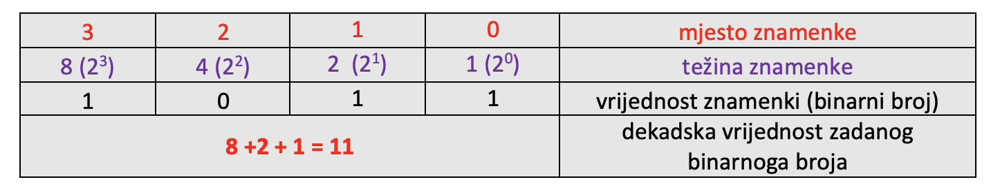 3 2 1 0 mjesto znamenke
8 (2³) 4 (2²) 2 (2¹) 1 (2⁰) težina znamenke
1 0 1 1 vrijednost znamenki (binarni broj)
8 +2 + 1 = 11 dekadska vrijednost zadanog
binarnoga broja